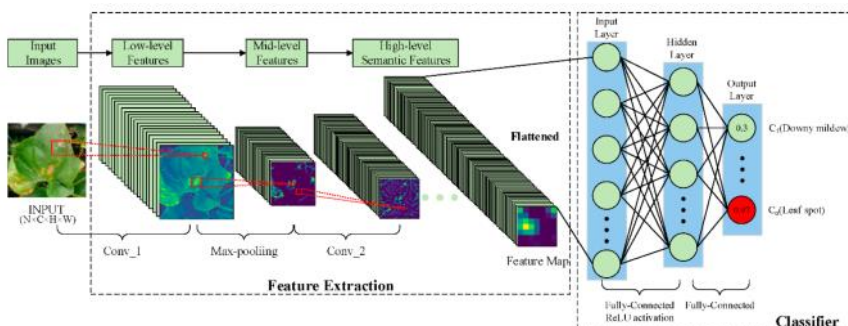 Input
Images
Low-level
Features
Mid-level
Features
High-level
Semantic Features
INPUT
(N×C×H×W)
Conv_1
Max-pooliing
Conv_2
Feature Map
Flattened
Feature Extraction
Input
Layer
Hidden
Layer
Output
Layer
0.3
C₁(Downy mildew)
(Leaf spot)
Fully-Connected
ReLU activation
Fully-Connected
Classifier